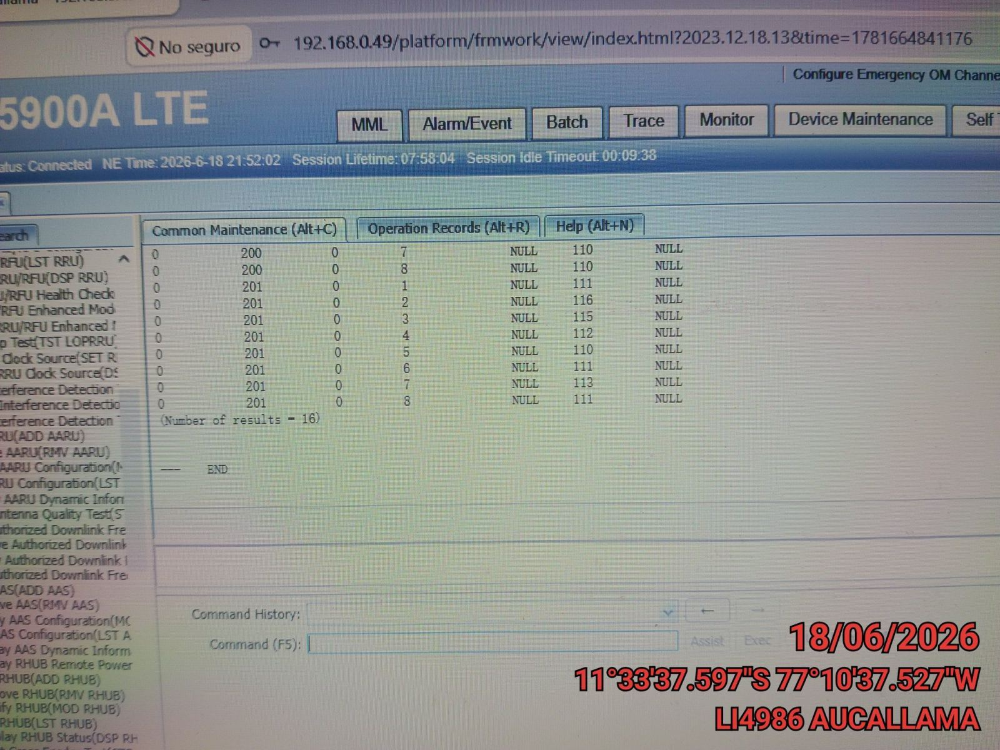 No seguro 192.168.0.49/platform/frmwork/view/index.html?2023.12.18.13&time=1781664841176
Configure Emergency OM Channe
5900A LTE
MML Alarm/Event Batch Trace Monitor Device Maintenance Self
atus: Connected NE Time: 2026-6-18 21:52:02 Session Lifetime: 07:58:04 Session Idle Timeout: 00:09:38
earch
Common Maintenance (Alt+C) Operation Records (Alt+R) Help (Alt+N)
RFU(LST RRU)
RU/RFU(DSP RRU)
J/RFU Health Check
RFU Enhanced Mod
RRU/RFU Enhanced
p Test(TST LOPRRU
Clock Source(SET R
RRU Clock Source(DS
erference Detection
Interference Detectio
terference Detection
RU(ADD AARU)
e AARU(RMV AARU)
AARU Configuration(
RU Configuration(LST
AARU Dynamic Infor
ntenna Quality Test(S
uthorized Downlink Fre
ve Authorized Downlink
Authorized Downlink
uthorized Downlink Fre
AS(ADD AAS)
ve AAS(RMV AAS)
y AAS Configuration(MO
AS Configuration(LST A
ay AAS Dynamic Inform
ay RHUB Remote Power
RHUB(ADD RHUB)
ove RHUB(RMV RHUB)
ify RHUB(MOD RHUB)
RHUB(LST RHUB)
lay RHUB Status(DSP RH
0 200 0 7 NULL 110 NULL
0 200 0 8 NULL 110 NULL
0 201 0 1 NULL 111 NULL
0 201 0 2 NULL 116 NULL
0 201 0 3 NULL 115 NULL
0 201 0 4 NULL 112 NULL
0 201 0 5 NULL 110 NULL
0 201 0 6 NULL 111 NULL
0 201 0 7 NULL 113 NULL
0 201 0 8 NULL 111 NULL
(Number of results = 16)
--- END
Command History:
Command (F5): Assist Exec
18/06/2026
11°33'37.597"S 77°10'37.527"W
LI4986 AUCALLAMA